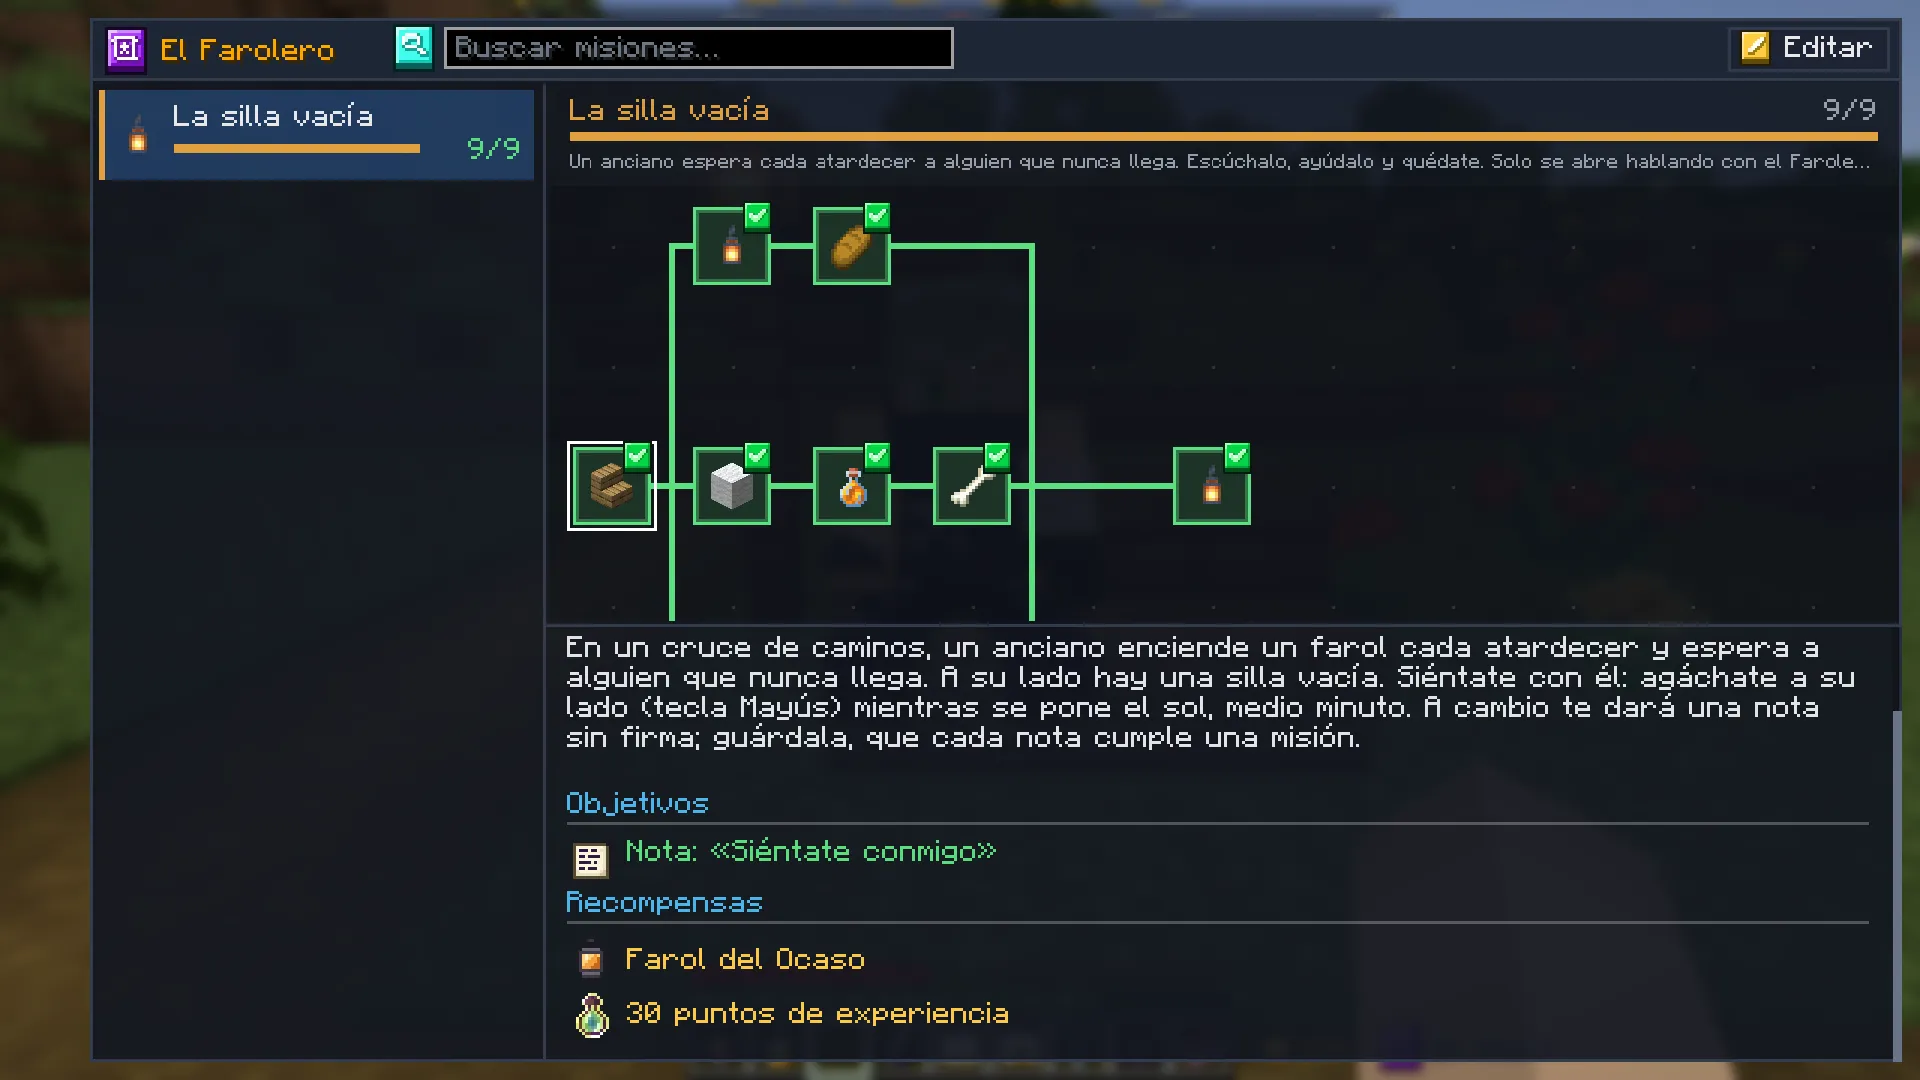 El Farolero
Buscar misiones...
Editar
La silla vacía
9/9
La silla vacía
9/9
Un anciano espera cada atardecer a alguien que nunca llega. Escúchalo, ayúdalo y quédate. Solo se abre hablando con el Farole...
En un cruce de caminos, un anciano enciende un farol cada atardecer y espera a
alguien que nunca llega. A su lado hay una silla vacía. Siéntate con él: agáchate a su
lado (tecla Mayús) mientras se pone el sol, medio minuto. A cambio te dará una nota
sin firma; guárdala, que cada nota cumple una misión.
Objetivos
Nota: «Siéntate conmigo»
Recompensas
Farol del Ocaso
30 puntos de experiencia